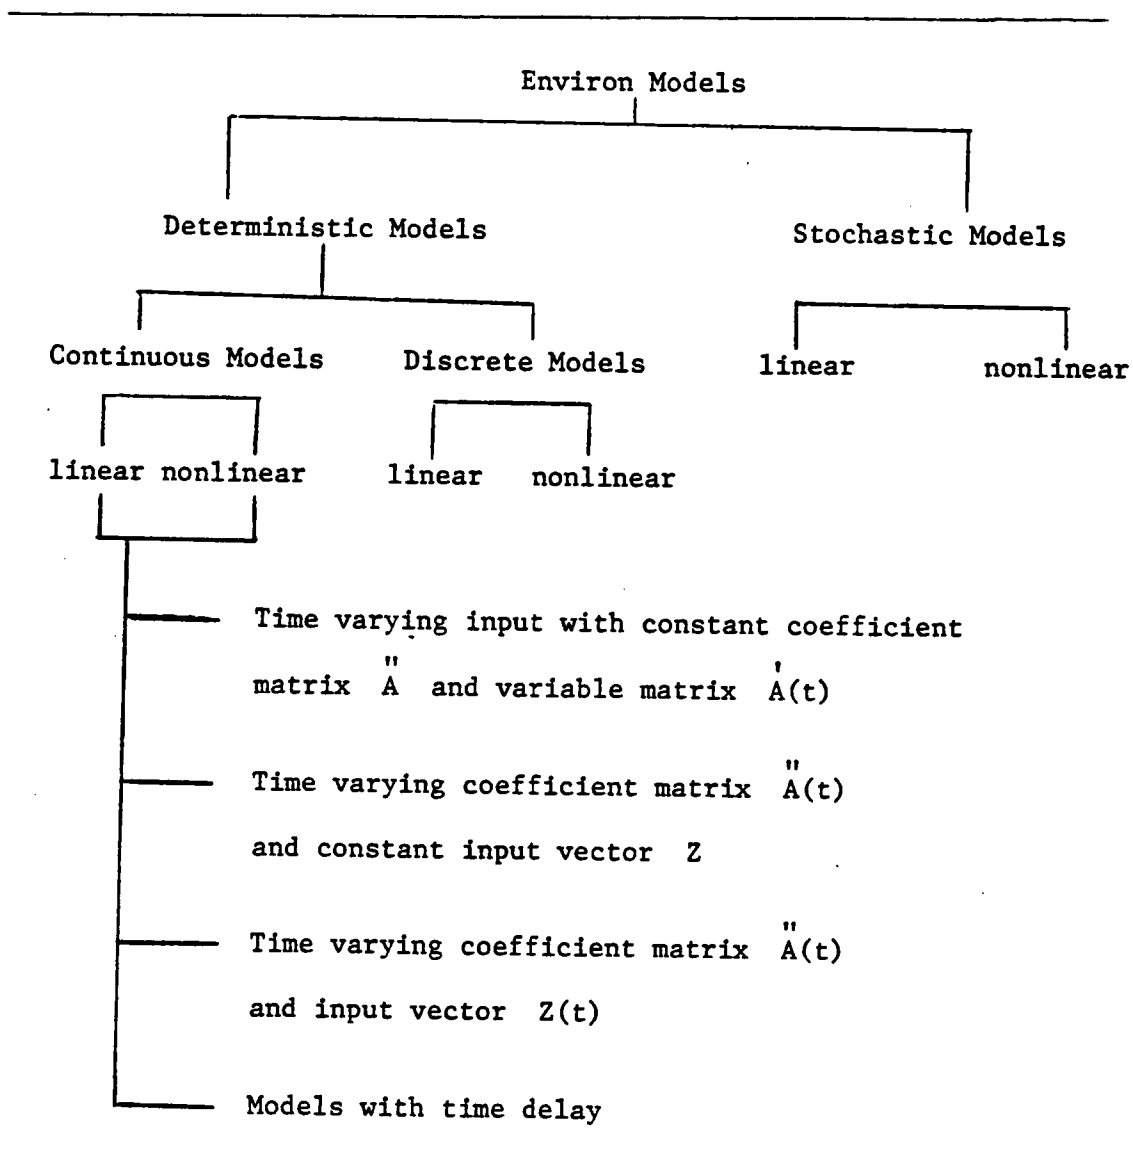 Environ Models
Deterministic Models
Stochastic Models
Continuous Models
Discrete Models
linear
nonlinear
linear nonlinear
linear
nonlinear
Time varying input with constant coefficient
"
'
matrix A and variable matrix A(t)
"
Time varying coefficient matrix A(t)
and constant input vector Z
"
Time varying coefficient matrix A(t)
and input vector Z(t)
Models with time delay